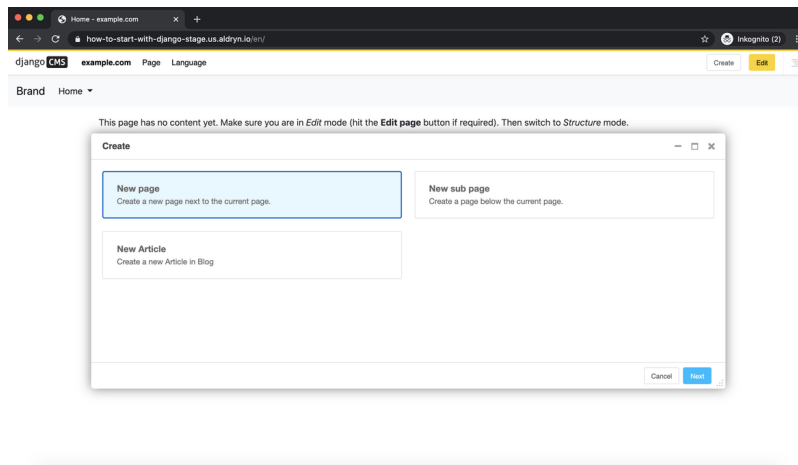 Home - example.com
how-to-start-with-django-stage.us.aldryn.io/en/
Inkognito (2)
django CMS example.com Page Language Create Edit
Brand Home
This page has no content yet. Make sure you are in Edit mode (hit the Edit page button if required). Then switch to Structure mode.
Create
New page
Create a new page next to the current page.
New sub page
Create a page below the current page.
New Article
Create a new Article in Blog
Cancel Next